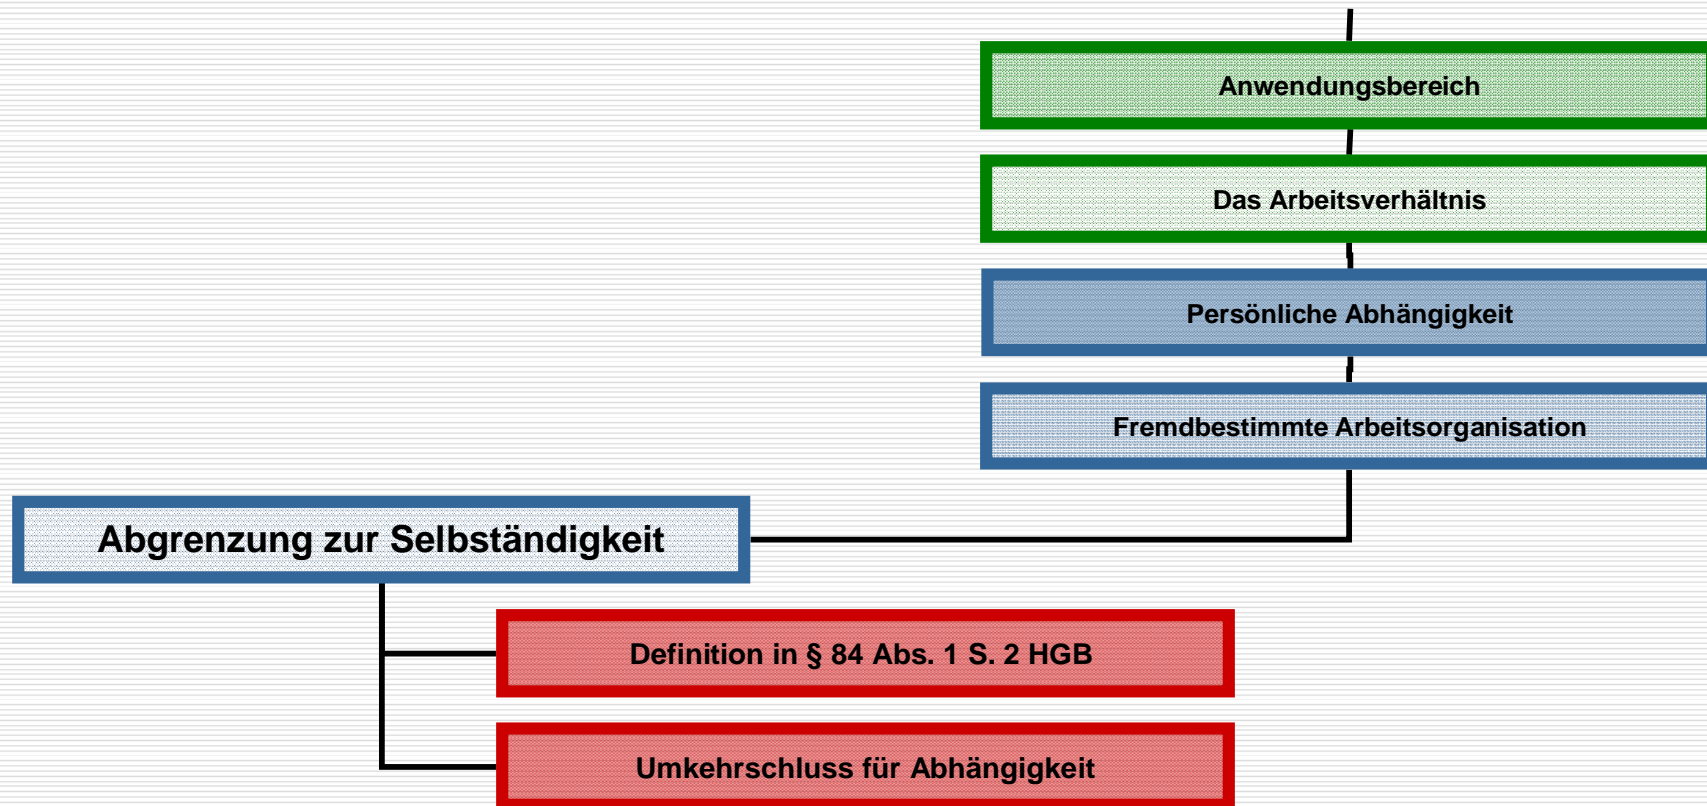 Anwendungsbereich
Das Arbeitsverhältnis
Persönliche Abhängigkeit
Fremdbestimmte Arbeitsorganisation
Abgrenzung zur Selbständigkeit
Definition in § 84 Abs. 1 S. 2 HGB
Umkehrschluss für Abhängigkeit